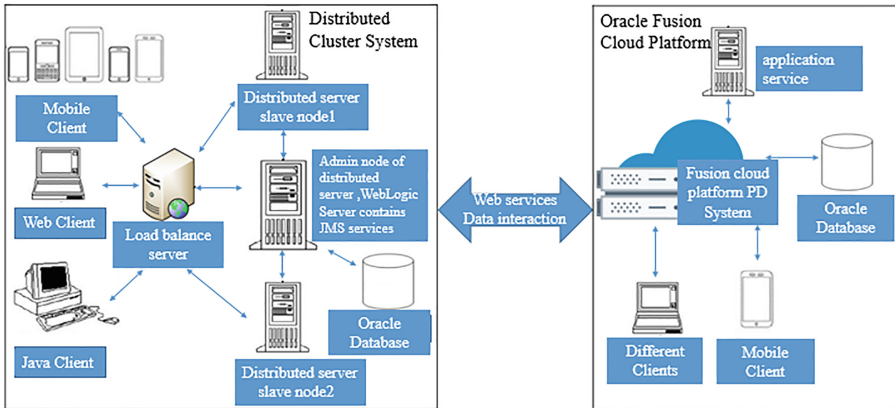 Distributed
Cluster System
Mobile
Client
Distributed server
slave node1
Web Client
Load balance
server
Admin node of
distributed
server ,WebLogic
Server contains
JMS services
Java Client
Oracle
Database
Distributed server
slave node2
Web services
Data interaction
Oracle Fusion
Cloud Platform
application
service
Fusion cloud
platform PD
System
Oracle
Database
Different
Clients
Mobile
Client